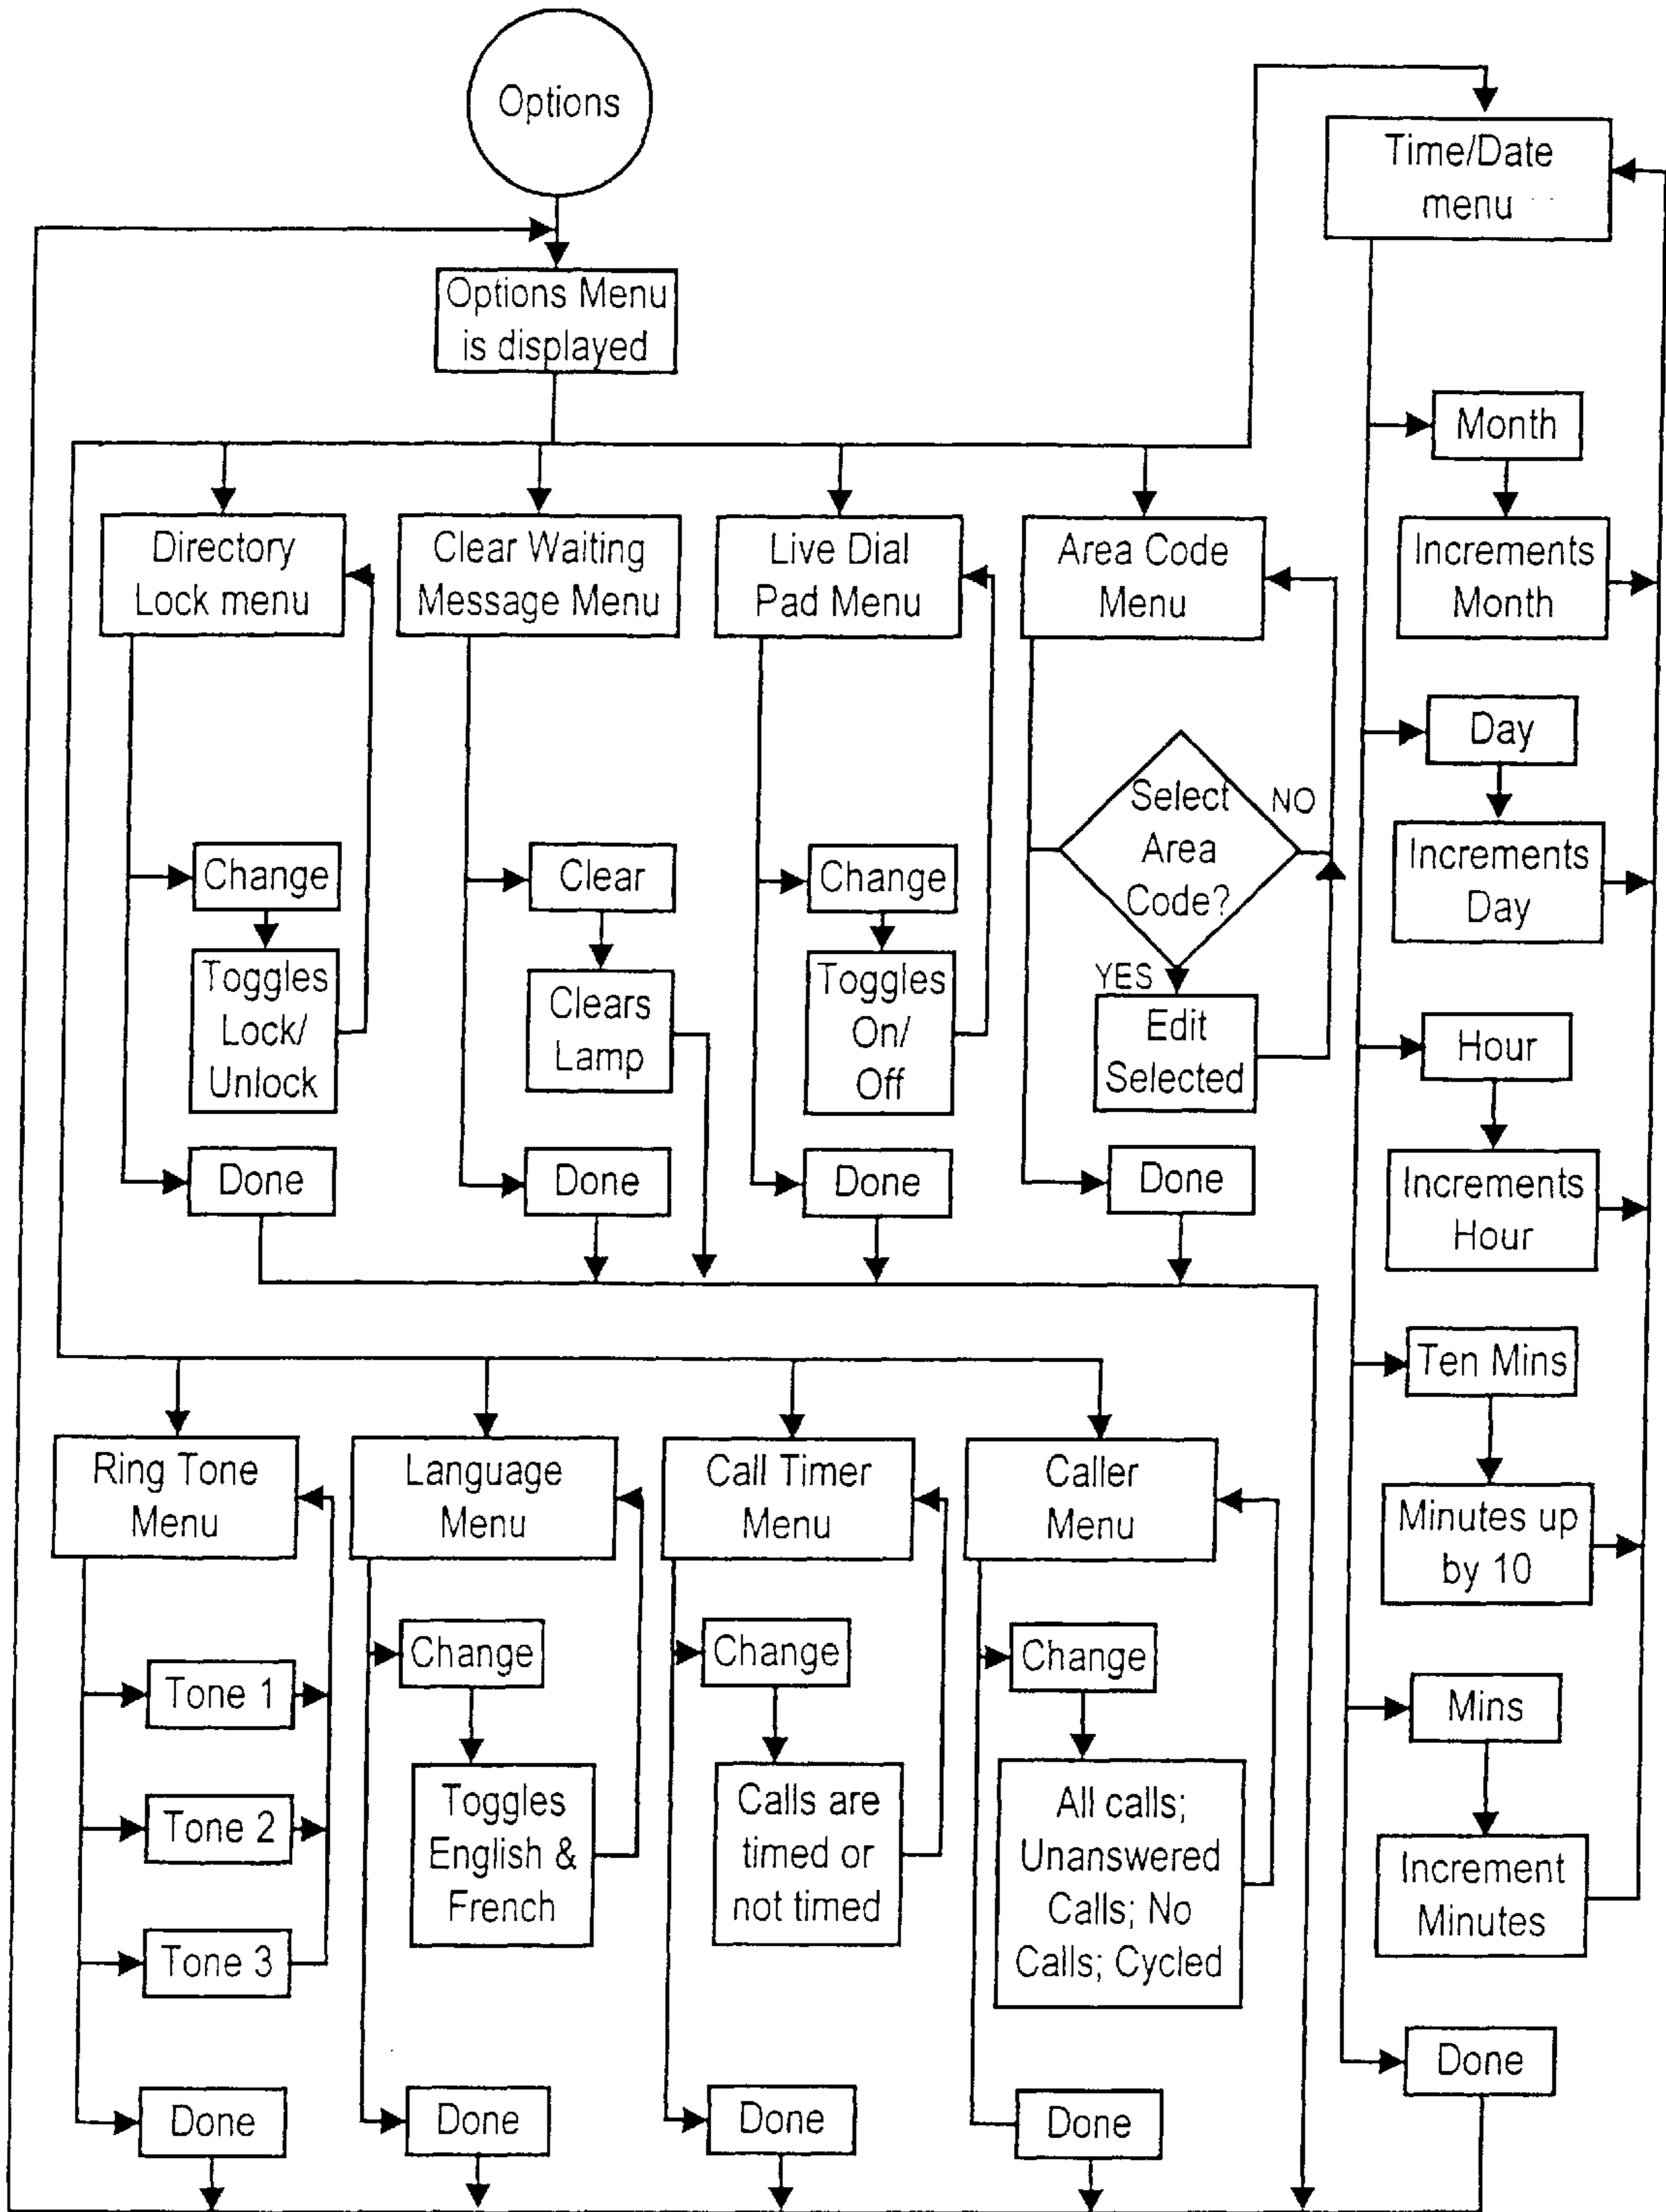 Options
Options Menu
is displayed
Time/Date
menu
Month
Increments
Month
Day
Increments
Day
Hour
Increments
Hour
Ten Mins
Minutes up
by 10
Mins
Increment
Minutes
Done
Directory
Lock menu
Change
Toggles
Lock/
Unlock
Done
Clear Waiting
Message Menu
Clear
Clears
Lamp
Done
Live Dial
Pad Menu
Change
Toggles
On/
Off
Done
Area Code
Menu
Select
Area
Code?
NO
YES
Edit
Selected
Done
Ring Tone
Menu
Tone 1
Tone 2
Tone 3
Done
Language
Menu
Change
Toggles
English &
French
Done
Call Timer
Menu
Change
Calls are
timed or
not timed
Done
Caller
Menu
Change
All calls;
Unanswered
Calls; No
Calls; Cycled
Done